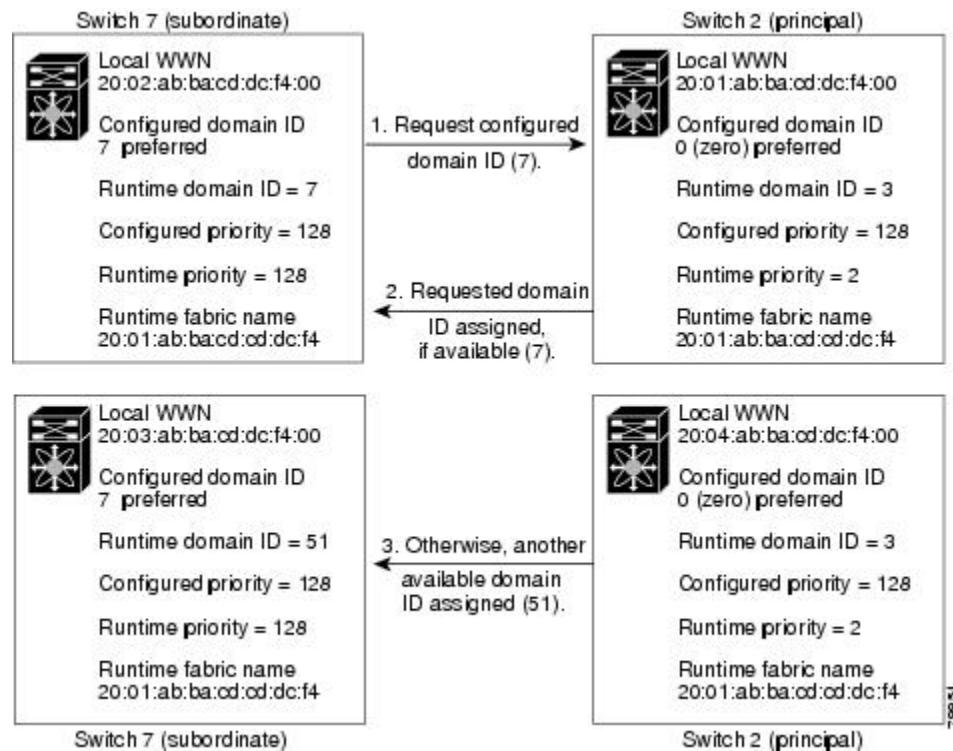 Switch 7 (subordinate)
Local WWN
20:02:ab:ba:cd:dc:f4:00
Configured domain ID
7 preferred
Runtime domain ID = 7
Configured priority = 128
Runtime priority = 128
Runtime fabric name
20:01:ab:ba:cd:cd:dc:f4
1. Request configured
domain ID (7).
2. Requested domain
ID assigned,
if available (7).
Switch 2 (principal)
Local WWN
20:01:ab:ba:cd:dc:f4:00
Configured domain ID
0 (zero) preferred
Runtime domain ID = 3
Configured priority = 128
Runtime priority = 2
Runtime fabric name
20:01:ab:ba:cd:cd:dc:f4
Local WWN
20:03:ab:ba:cd:dc:f4:00
Configured domain ID
7 preferred
Runtime domain ID = 51
Configured priority = 128
Runtime priority = 128
Runtime fabric name
20:01:ab:ba:cd:cd:dc:f4
Switch 7 (subordinate)
3. Otherwise, another
available domain
ID assigned (51).
Local WWN
20:04:ab:ba:cd:dc:f4:00
Configured domain ID
0 (zero) preferred
Runtime domain ID = 3
Configured priority = 128
Runtime priority = 2
Runtime fabric name
20:01:ab:ba:cd:cd:dc:f4
Switch 2 (principal)